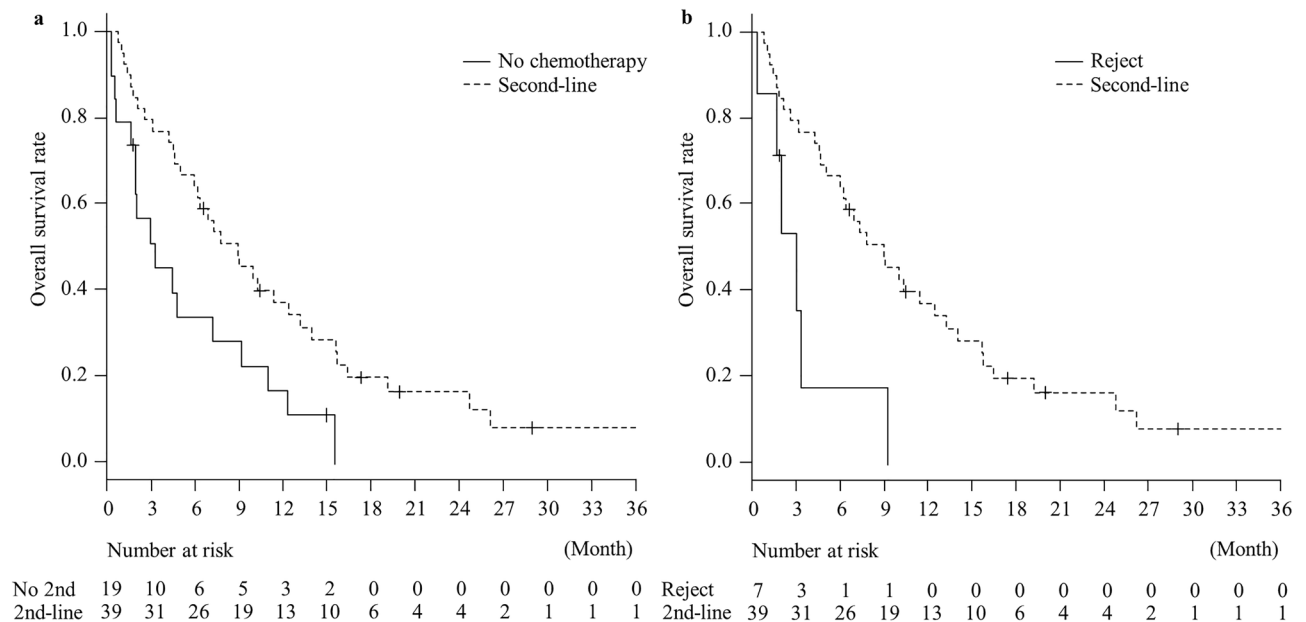 a
1.0
0.8
0.6
0.4
0.2
0.0
Overall survival rate
No chemotherapy
Second-line
0 3 6 9 12 15 18 21 24 27 30 33 36
Number at risk (Month)
No 2nd 19 10 6 5 3 2 0 0 0 0 0 0 0
2nd-line 39 31 26 19 13 10 6 4 4 2 1 1 1
b
1.0
0.8
0.6
0.4
0.2
0.0
Overall survival rate
Reject
Second-line
0 3 6 9 12 15 18 21 24 27 30 33 36
Number at risk (Month)
Reject 7 3 1 1 0 0 0 0 0 0 0 0 0
2nd-line 39 31 26 19 13 10 6 4 4 2 1 1 1